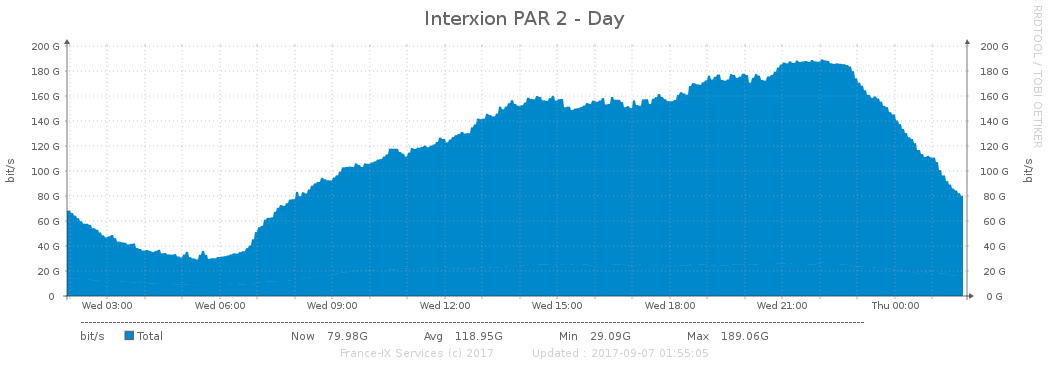 Interxion PAR 2 - Day
RRDTOOL / TOBI OETIKER
200 G 200 G
180 G 180 G
160 G 160 G
140 G 140 G
120 G 120 G
100 G 100 G
80 G 80 G
60 G 60 G
40 G 40 G
20 G 20 G
0 0 G
bit/s bit/s
Wed 03:00 Wed 06:00 Wed 09:00 Wed 12:00 Wed 15:00 Wed 18:00 Wed 21:00 Thu 00:00
bit/s Total Now 79.98G Avg 118.95G Min 29.09G Max 189.06G
France-IX Services (c) 2017 Updated : 2017-09-07 01:55:05